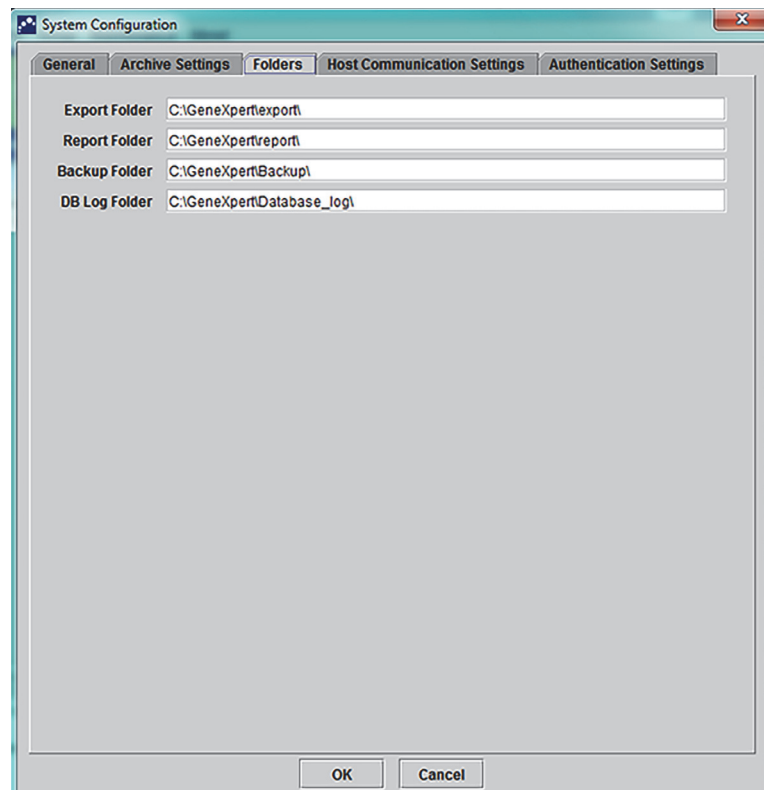 System Configuration
General Archive Settings Folders Host Communication Settings Authentication Settings
Export Folder C:\GeneXpert\export\
Report Folder C:\GeneXpert\report\
Backup Folder C:\GeneXpert\Backup\
DB Log Folder C:\GeneXpert\Database_log\
OK Cancel